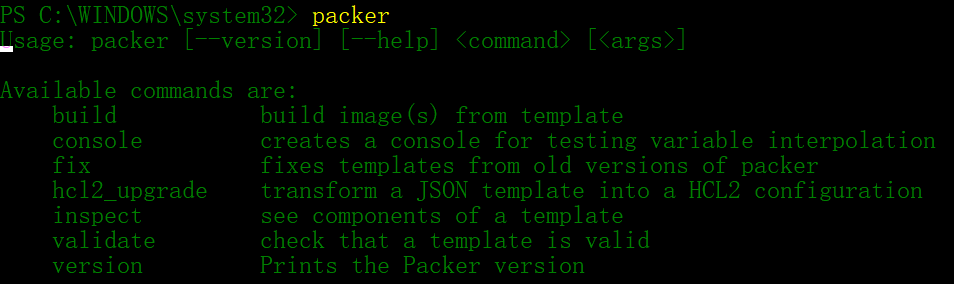 PS C:\WINDOWS\system32> packer
Usage: packer [--version] [--help] <command> [<args>]
Available commands are:
build build image(s) from template
console creates a console for testing variable interpolation
fix fixes templates from old versions of packer
hcl2_upgrade transform a JSON template into a HCL2 configuration
inspect see components of a template
validate check that a template is valid
version Prints the Packer version